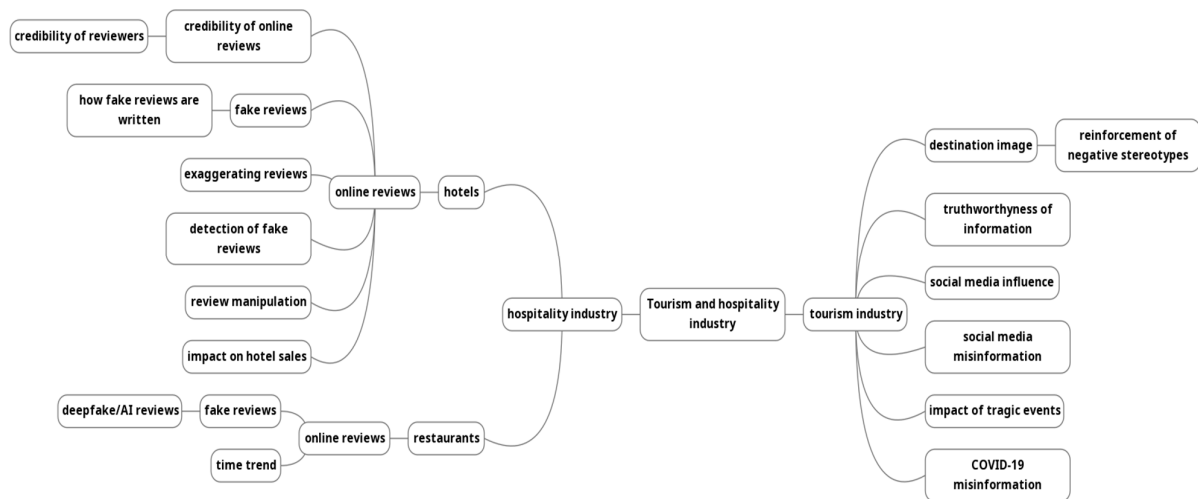 credibility of reviewers
credibility of online
reviews
how fake reviews are
written
fake reviews
exaggerating reviews
detection of fake
reviews
review manipulation
impact on hotel sales
online reviews
hotels
deepfake/AI reviews
fake reviews
time trend
online reviews
restaurants
hospitality industry
Tourism and hospitality
industry
tourism industry
destination image
reinforcement of
negative stereotypes
truthworthyness of
information
social media influence
social media
misinformation
impact of tragic events
COVID-19
misinformation